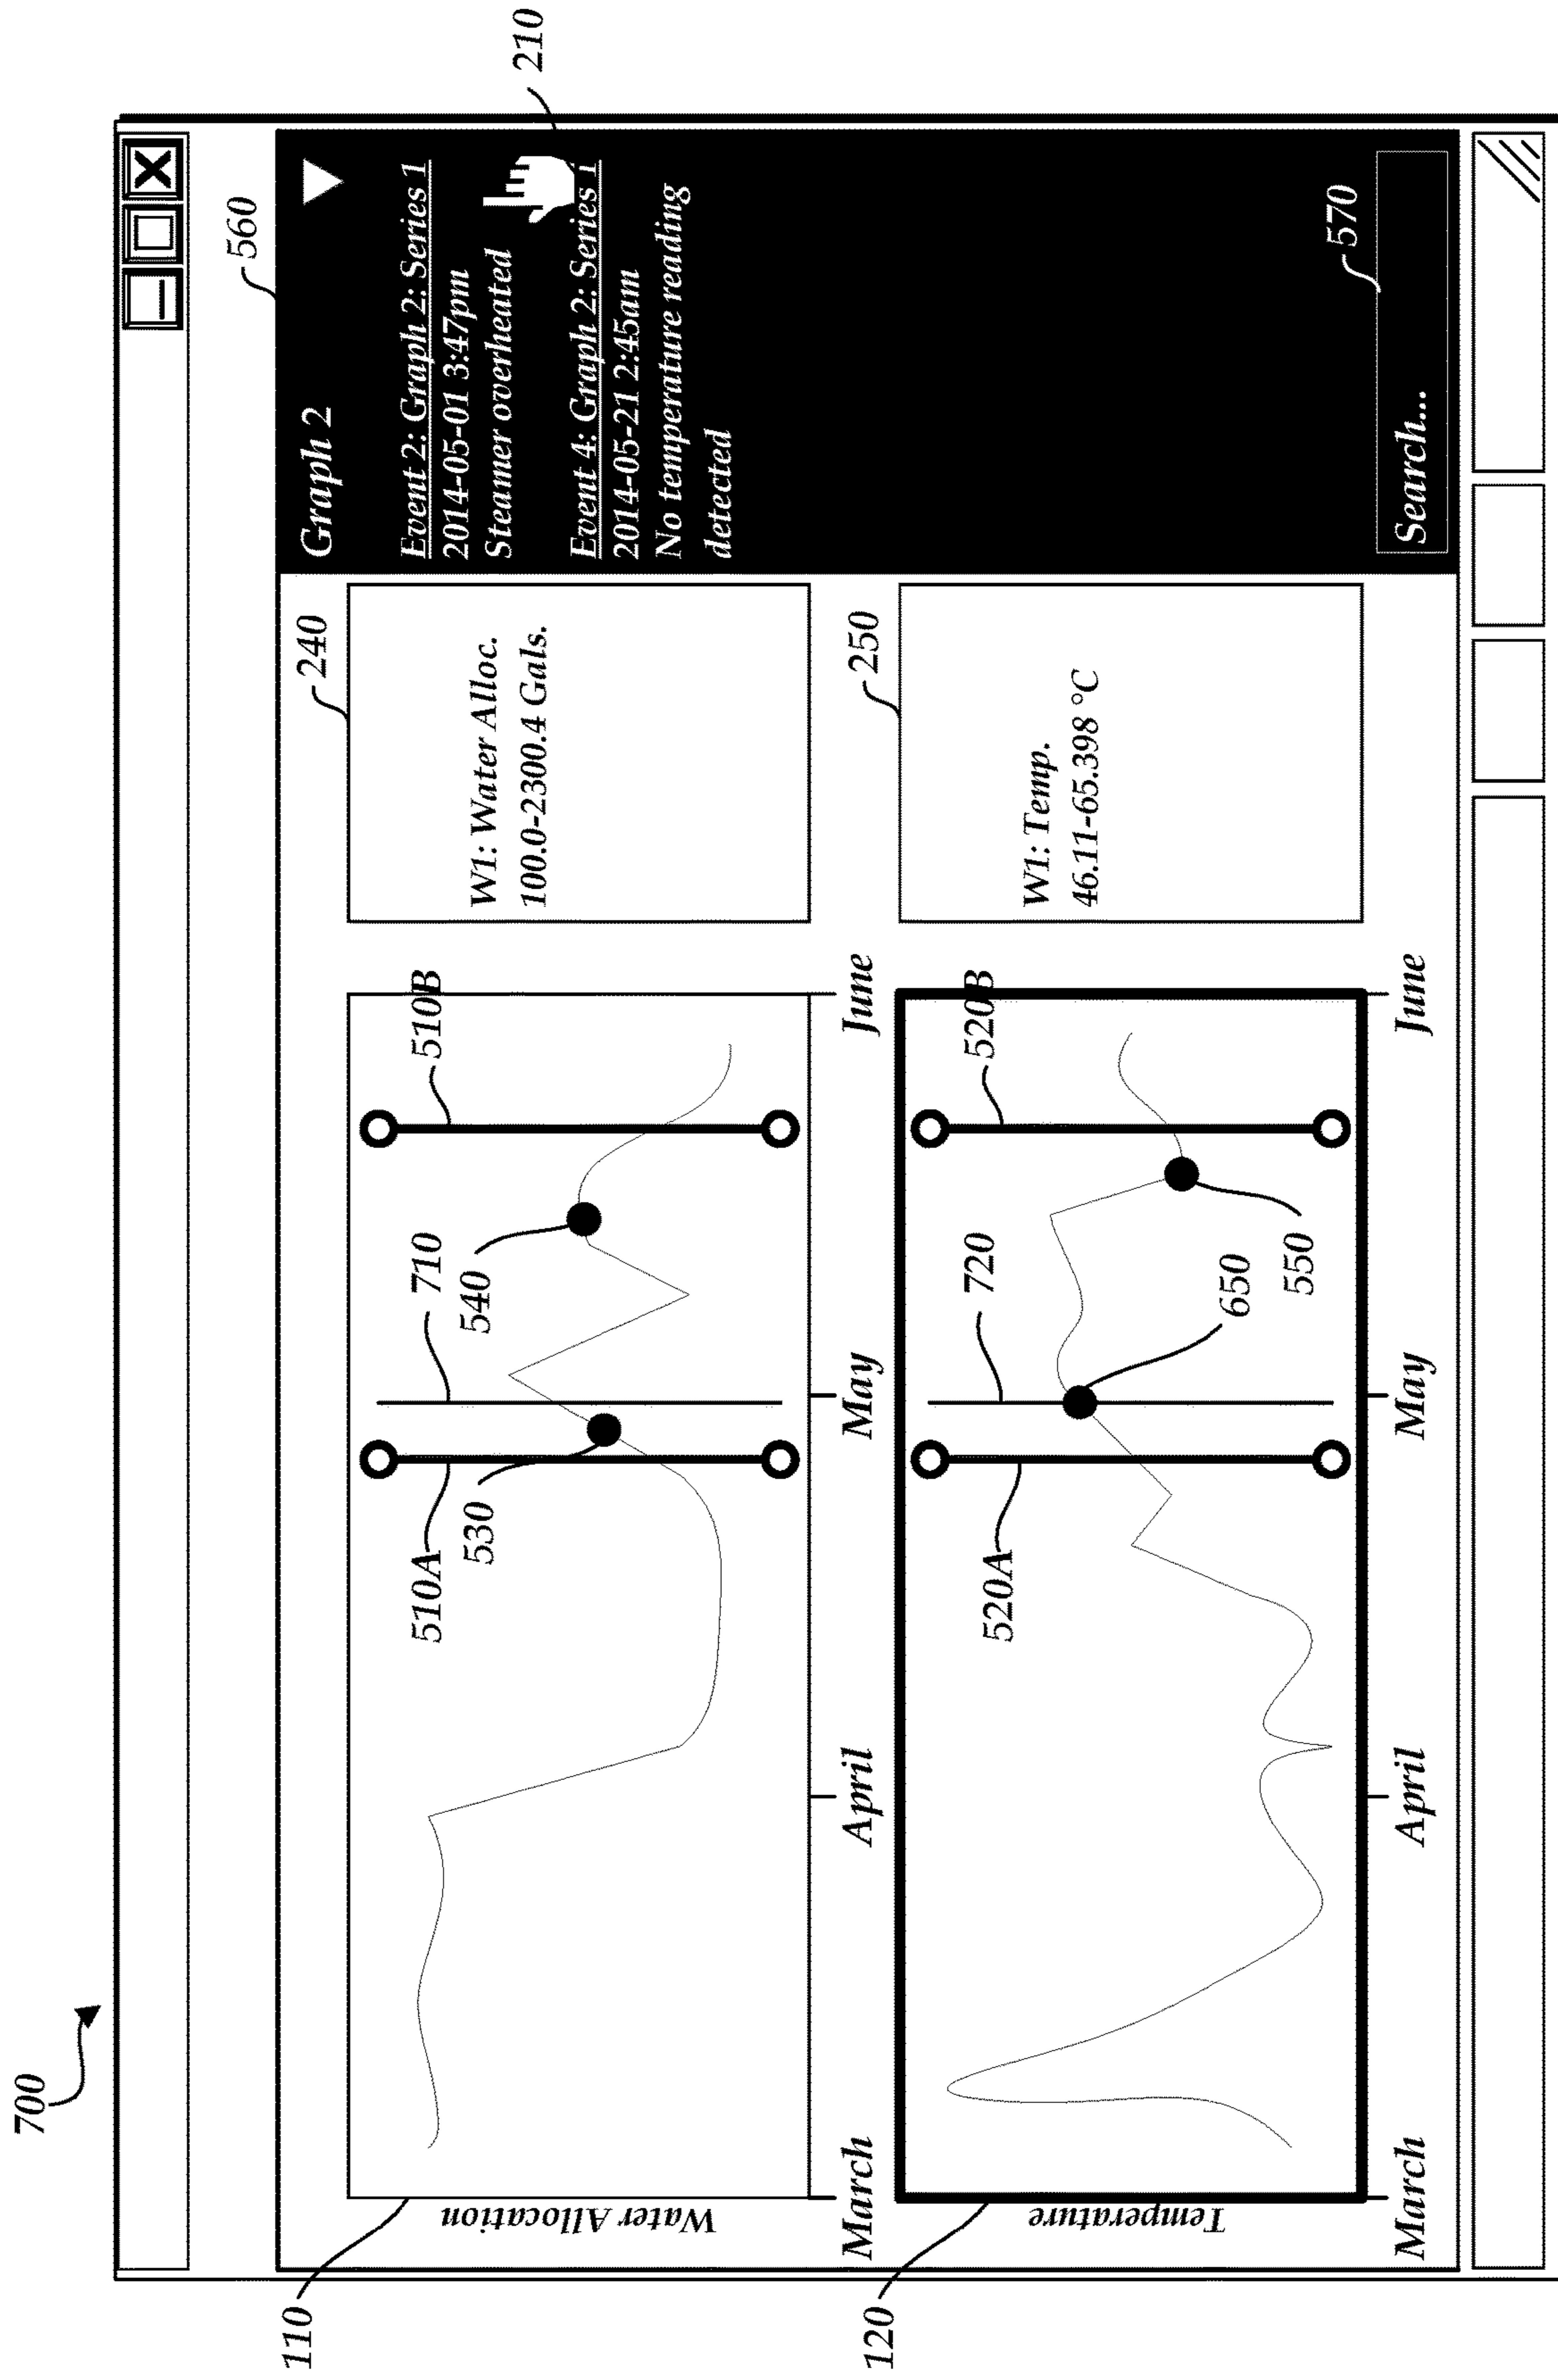 700
210
560
Graph 2
Event 2: Graph 2: Series 1
2014-05-01 3:47pm
Steamer overheated
Event 4: Graph 2: Series 1
2014-05-21 2:45am
No temperature reading
detected
570
Search...
110
Water Allocation
510A
510B
710
530
540
March
April
May
June
240
W1: Water Alloc.
100.0-2300.4 Gals.
120
Temperature
520A
520B
720
650
550
March
April
May
June
250
W1: Temp.
46.11-65.398 °C